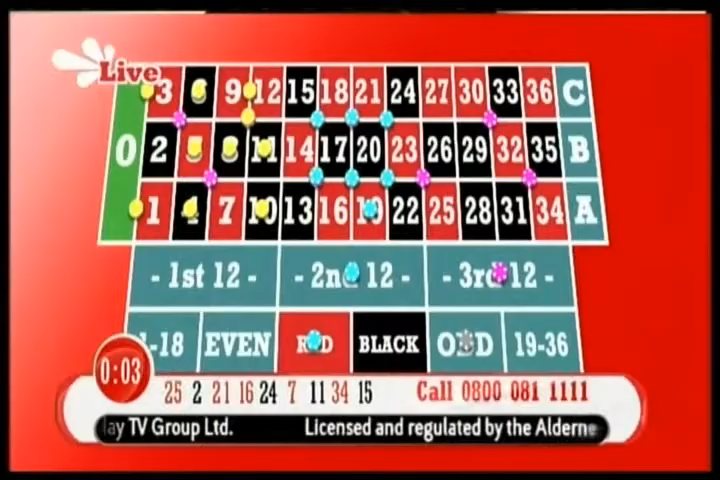 Live
3 6 9 12 15 18 21 24 27 30 33 36 C
0 2 5 8 11 14 17 20 23 26 29 32 35 B
1 4 7 10 13 16 19 22 25 28 31 34 A
- 1st 12 - - 2nd 12 - - 3rd 12 -
1-18 EVEN RED BLACK ODD 19-36
0:03
25 2 21 16 24 7 11 34 15 Call 0800 081 1111
lay TV Group Ltd. Licensed and regulated by the Alderne